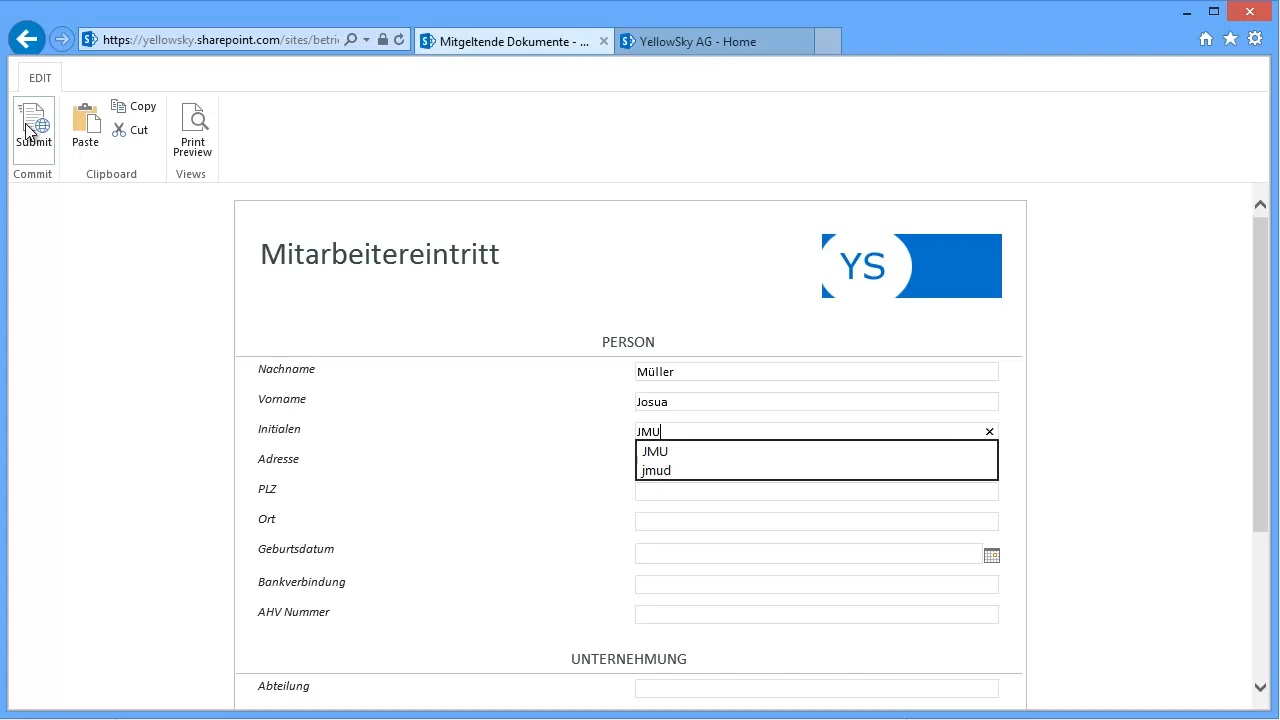 https://yellowsky.sharepoint.com/sites/betri
Mitgeltende Dokumente - ...
YellowSky AG - Home
EDIT
Submit
Paste
Copy
Cut
Print
Preview
Commit
Clipboard
Views
Mitarbeitereintritt
YS
PERSON
Nachname
Müller
Vorname
Josua
Initialen
JMU
JMU
jmud
Adresse
PLZ
Ort
Geburtsdatum
Bankverbindung
AHV Nummer
UNTERNEHMUNG
Abteilung